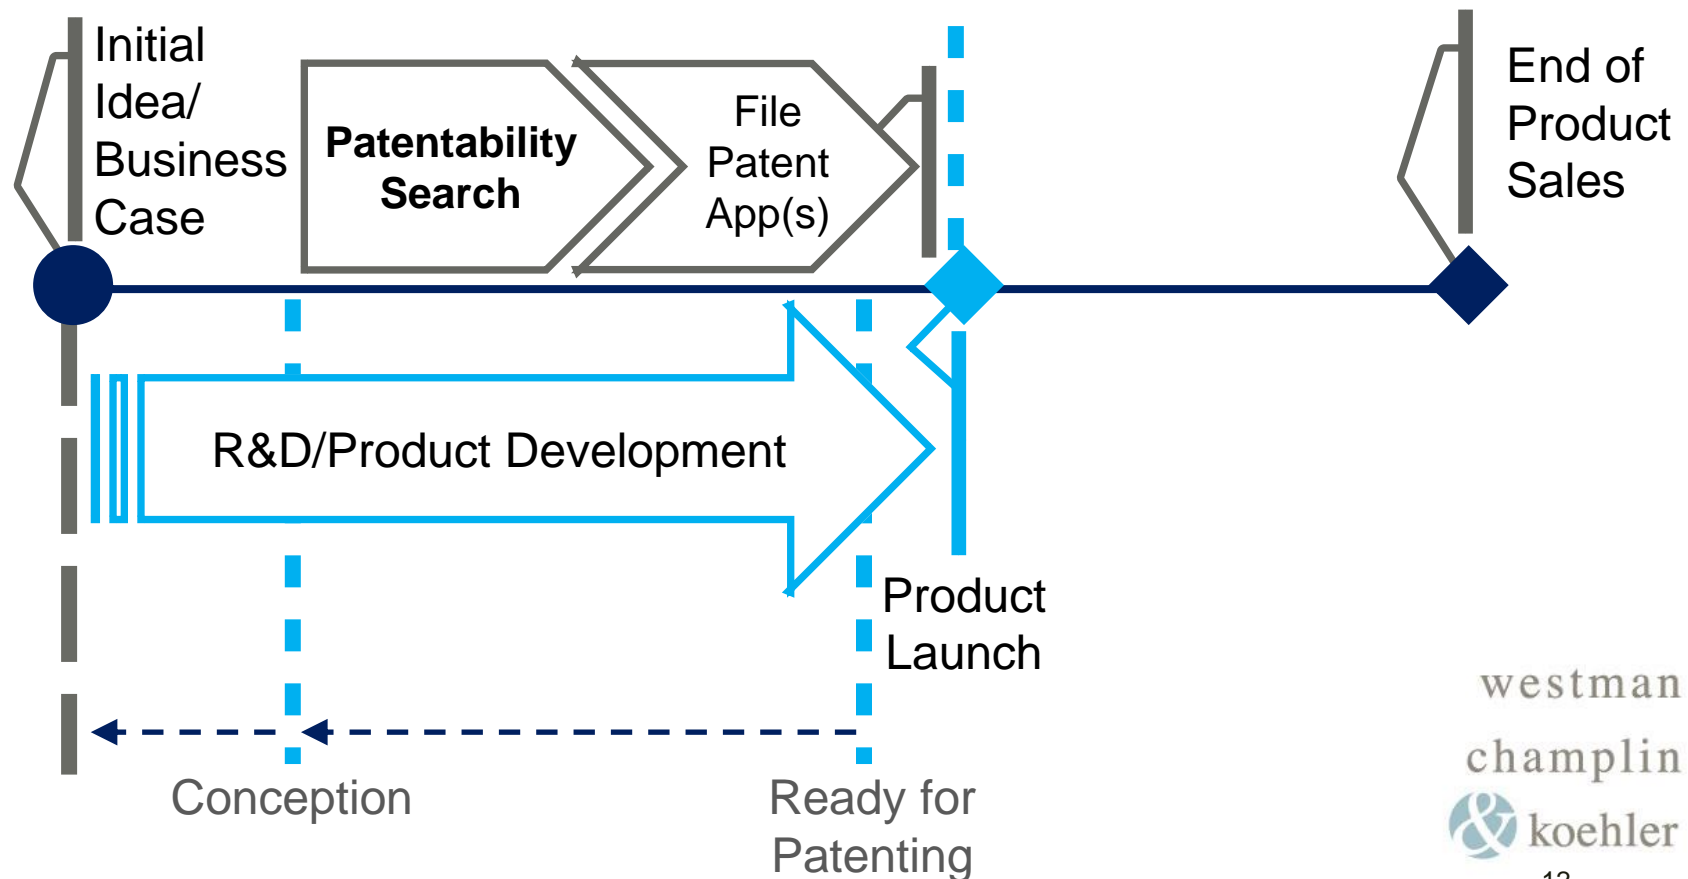 Initial
Idea/
Business
Case
Patentability
Search
File
Patent
App(s)
End of
Product
Sales
R&D/Product Development
Product
Launch
Conception
Ready for
Patenting
westman
champlin
& koehler